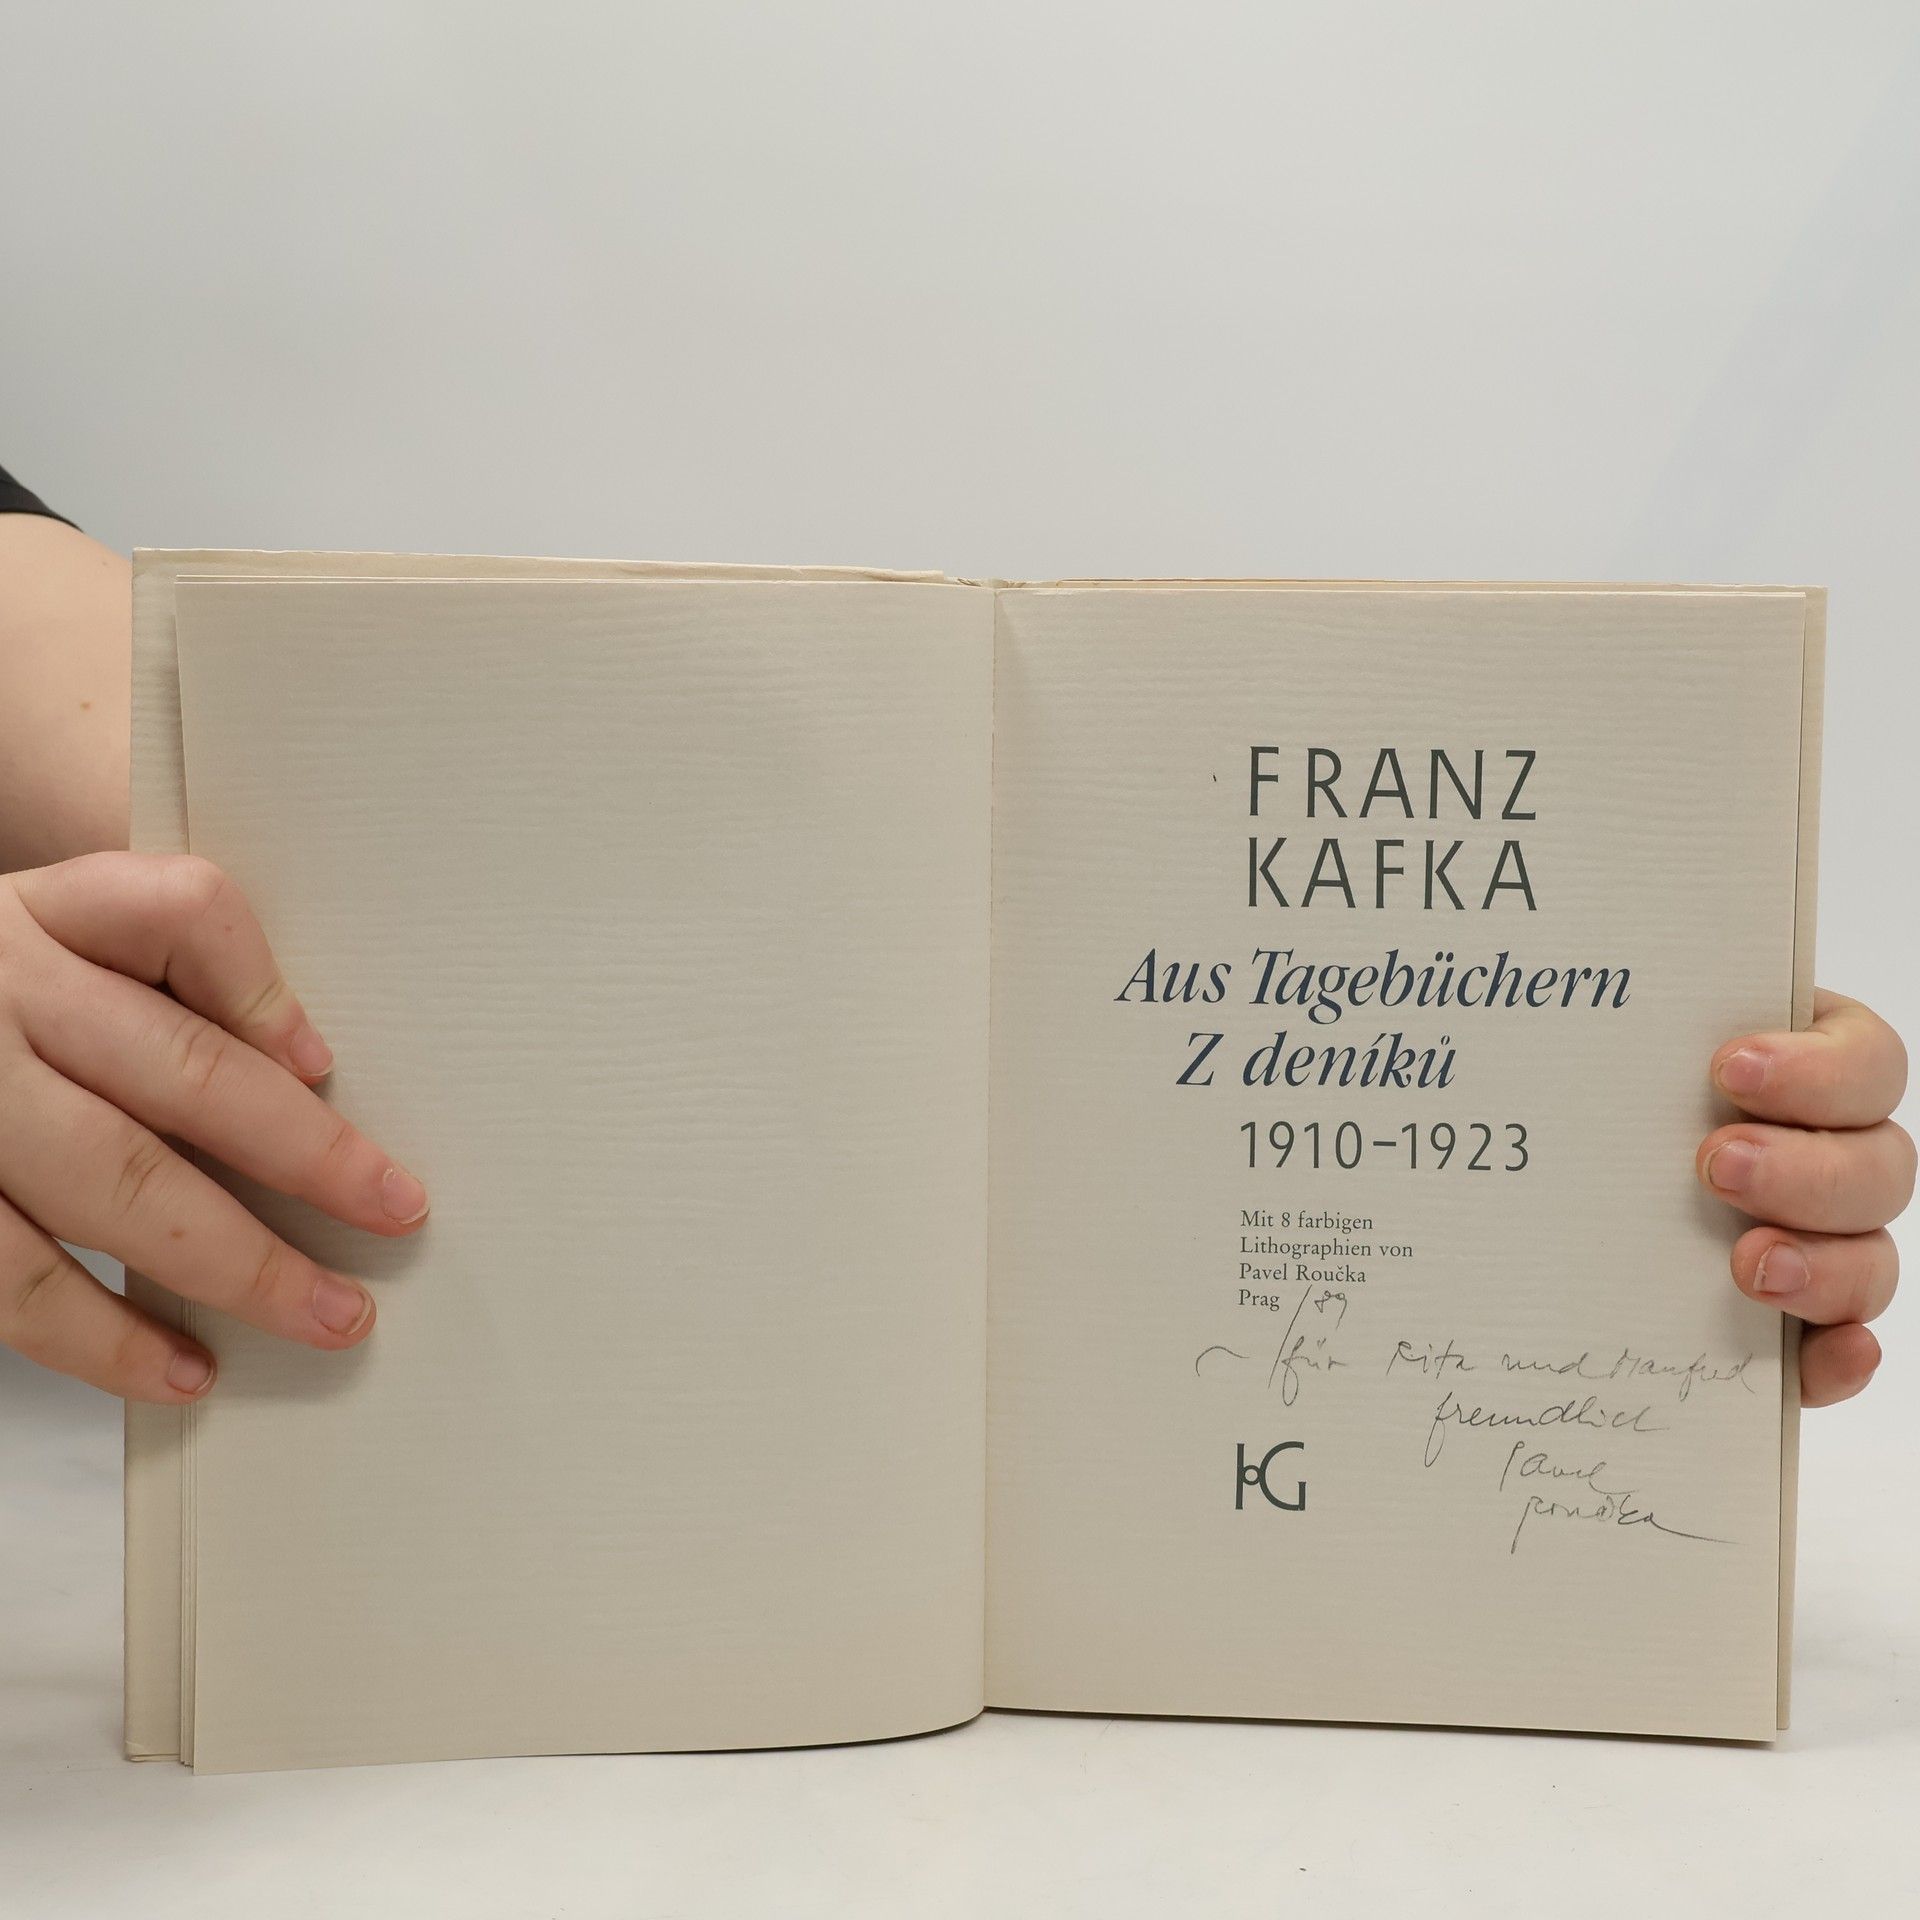 FRANZ
KAFKA
Aus Tagebüchern
Z deníků
1910–1923
Mit 8 farbigen
Lithographien von
Pavel Roučka
Prag /89
für Rita und Manfred
freundlich
Pavel
Roučka